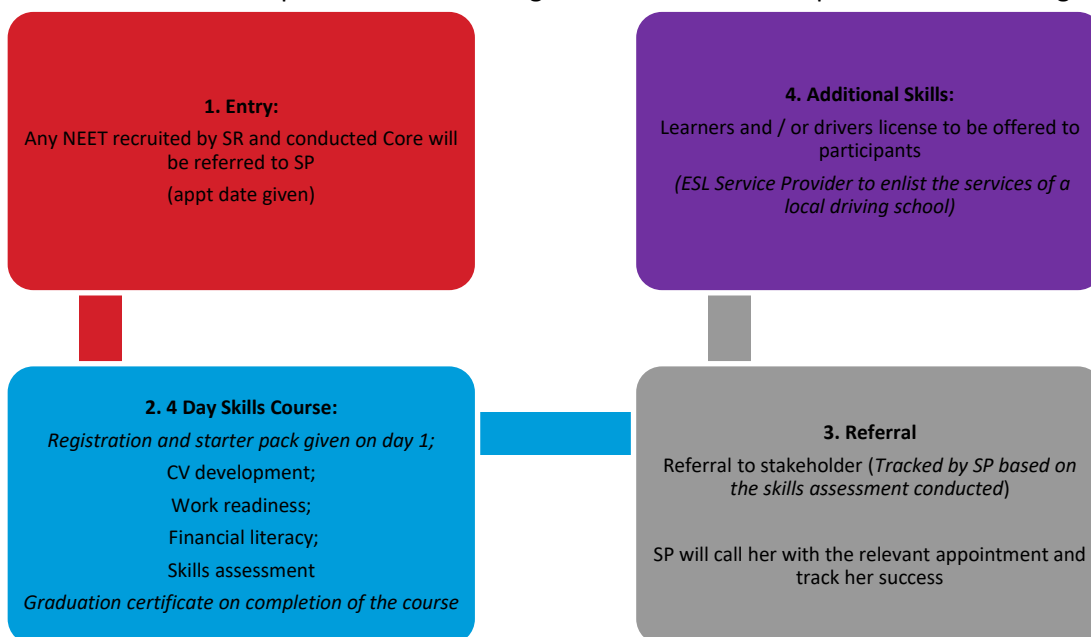 1. Entry:
Any NEET recruited by SR and conducted Core will
be referred to SP
(appt date given)
2. 4 Day Skills Course:
Registration and starter pack given on day 1;
CV development;
Work readiness;
Financial literacy;
Skills assessment
Graduation certificate on completion of the course
3. Referral
Referral to stakeholder (Tracked by SP based on
the skills assessment conducted)
SP will call her with the relevant appointment and
track her success
4. Additional Skills:
Learners and / or drivers license to be offered to
participants
(ESL Service Provider to enlist the services of a
local driving school)